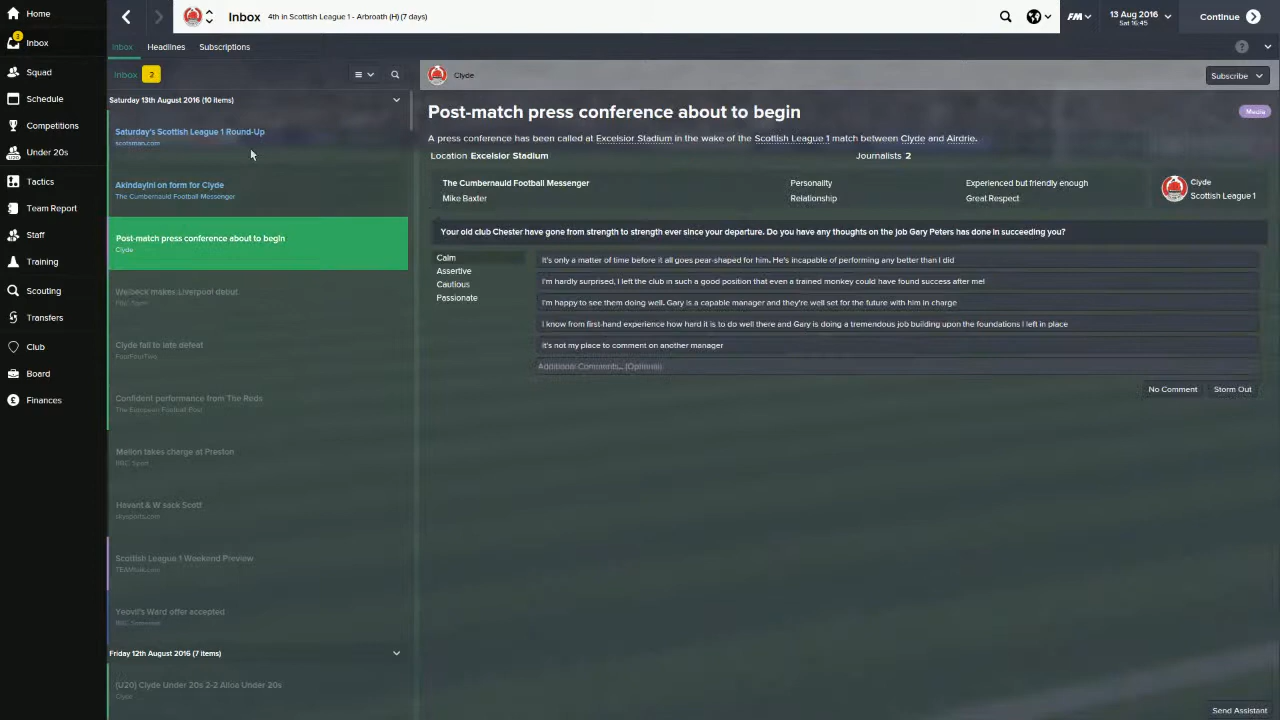 Home
Inbox
2
Squad
Schedule
Competitions
Under 20s
Tactics
Team Report
Staff
Training
Scouting
Transfers
Club
Board
Finances
Inbox 4th in Scottish League 1 - Arbroath (H) (7 days)
FM
13 Aug 2016
Sat 16:45
Continue
Inbox Headlines Subscriptions
Inbox 2
Saturday 13th August 2016 (10 items)
Saturday's Scottish League 1 Round-Up
scotsman.com
Akindayini on form for Clyde
The Cumbernauld Football Messenger
Post-match press conference about to begin
Clyde
Welbeck makes Liverpool debut
BBC Sport
Clyde fall to late defeat
FourFourTwo
Confident performance from The Reds
The European Football Post
Mellon takes charge at Preston
BBC Sport
Havant & W sack Scott
skysports.com
Scottish League 1 Weekend Preview
TEAMtalk.com
Yeovil's Ward offer accepted
BBC Somerset
Friday 12th August 2016 (7 items)
(U20) Clyde Under 20s 2-2 Alloa Under 20s
Clyde
Clyde
Subscribe
Post-match press conference about to begin
Media
A press conference has been called at Excelsior Stadium in the wake of the Scottish League 1 match between Clyde and Airdrie.
Location Excelsior Stadium Journalists 2
The Cumbernauld Football Messenger Personality Experienced but friendly enough
Mike Baxter Relationship Great Respect
Clyde
Scottish League 1
Your old club Chester have gone from strength to strength ever since your departure. Do you have any thoughts on the job Gary Peters has done in succeeding you?
Calm
Assertive
Cautious
Passionate
It's only a matter of time before it all goes pear-shaped for him. He's incapable of performing any better than I did
I'm hardly surprised, I left the club in such a good position that even a trained monkey could have found success after me!
I'm happy to see them doing well. Gary is a capable manager and they're well set for the future with him in charge
I know from first-hand experience how hard it is to do well there and Gary is doing a tremendous job building upon the foundations I left in place
It's not my place to comment on another manager
Additional Comments... (Optional)
No Comment Storm Out
Send Assistant